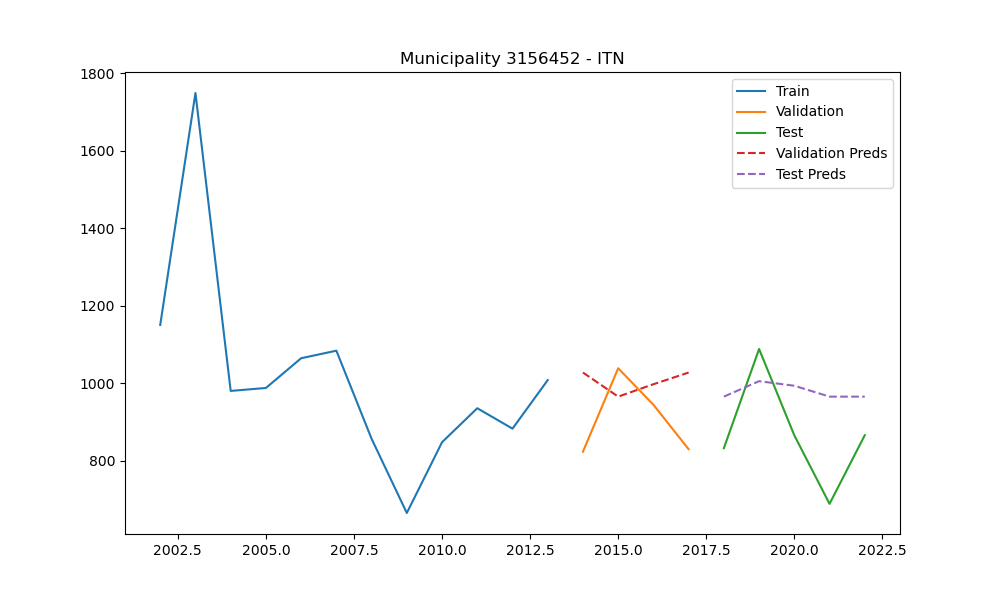 Municipality 3156452 - ITN
1800
1600
1400
1200
1000
800
Train
Validation
Test
Validation Preds
Test Preds
2002.5 2005.0 2007.5 2010.0 2012.5 2015.0 2017.5 2020.0 2022.5